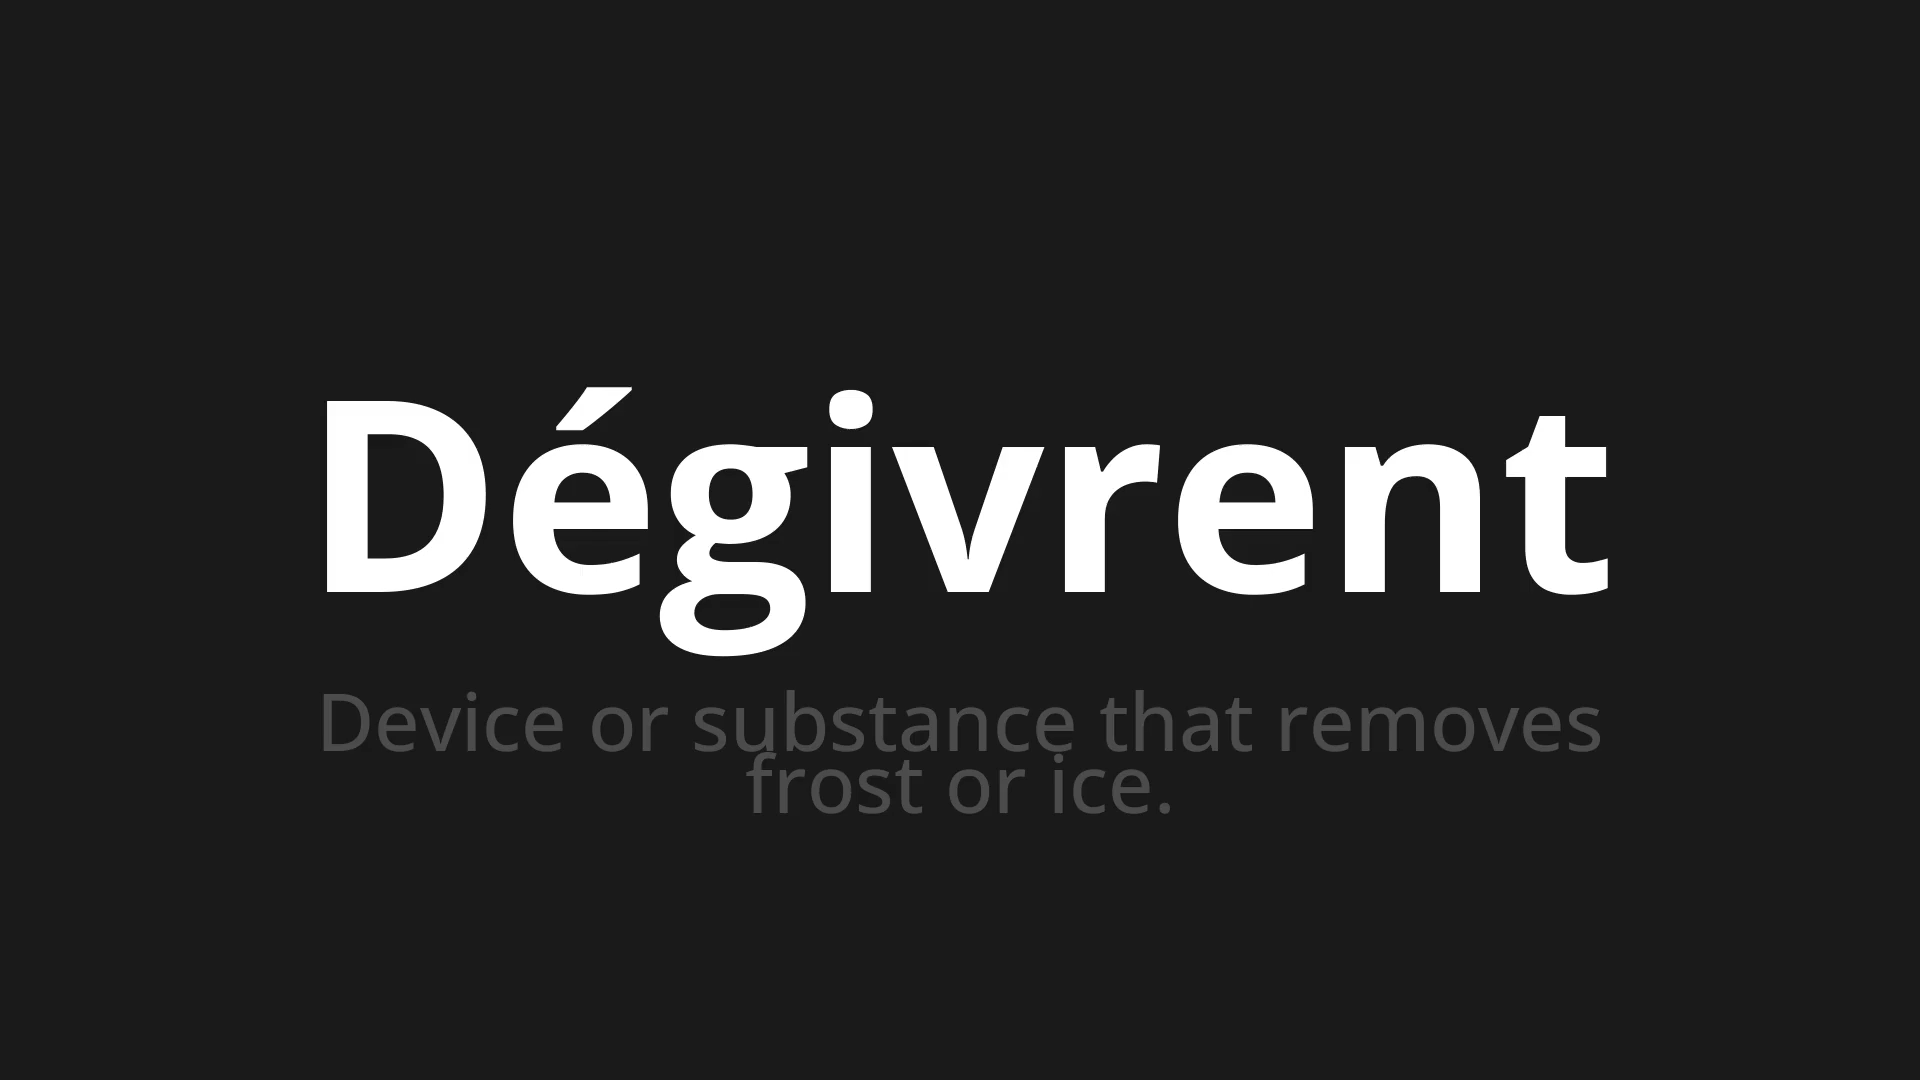 Dégivrent
Device or substance that removes
frost or ice.